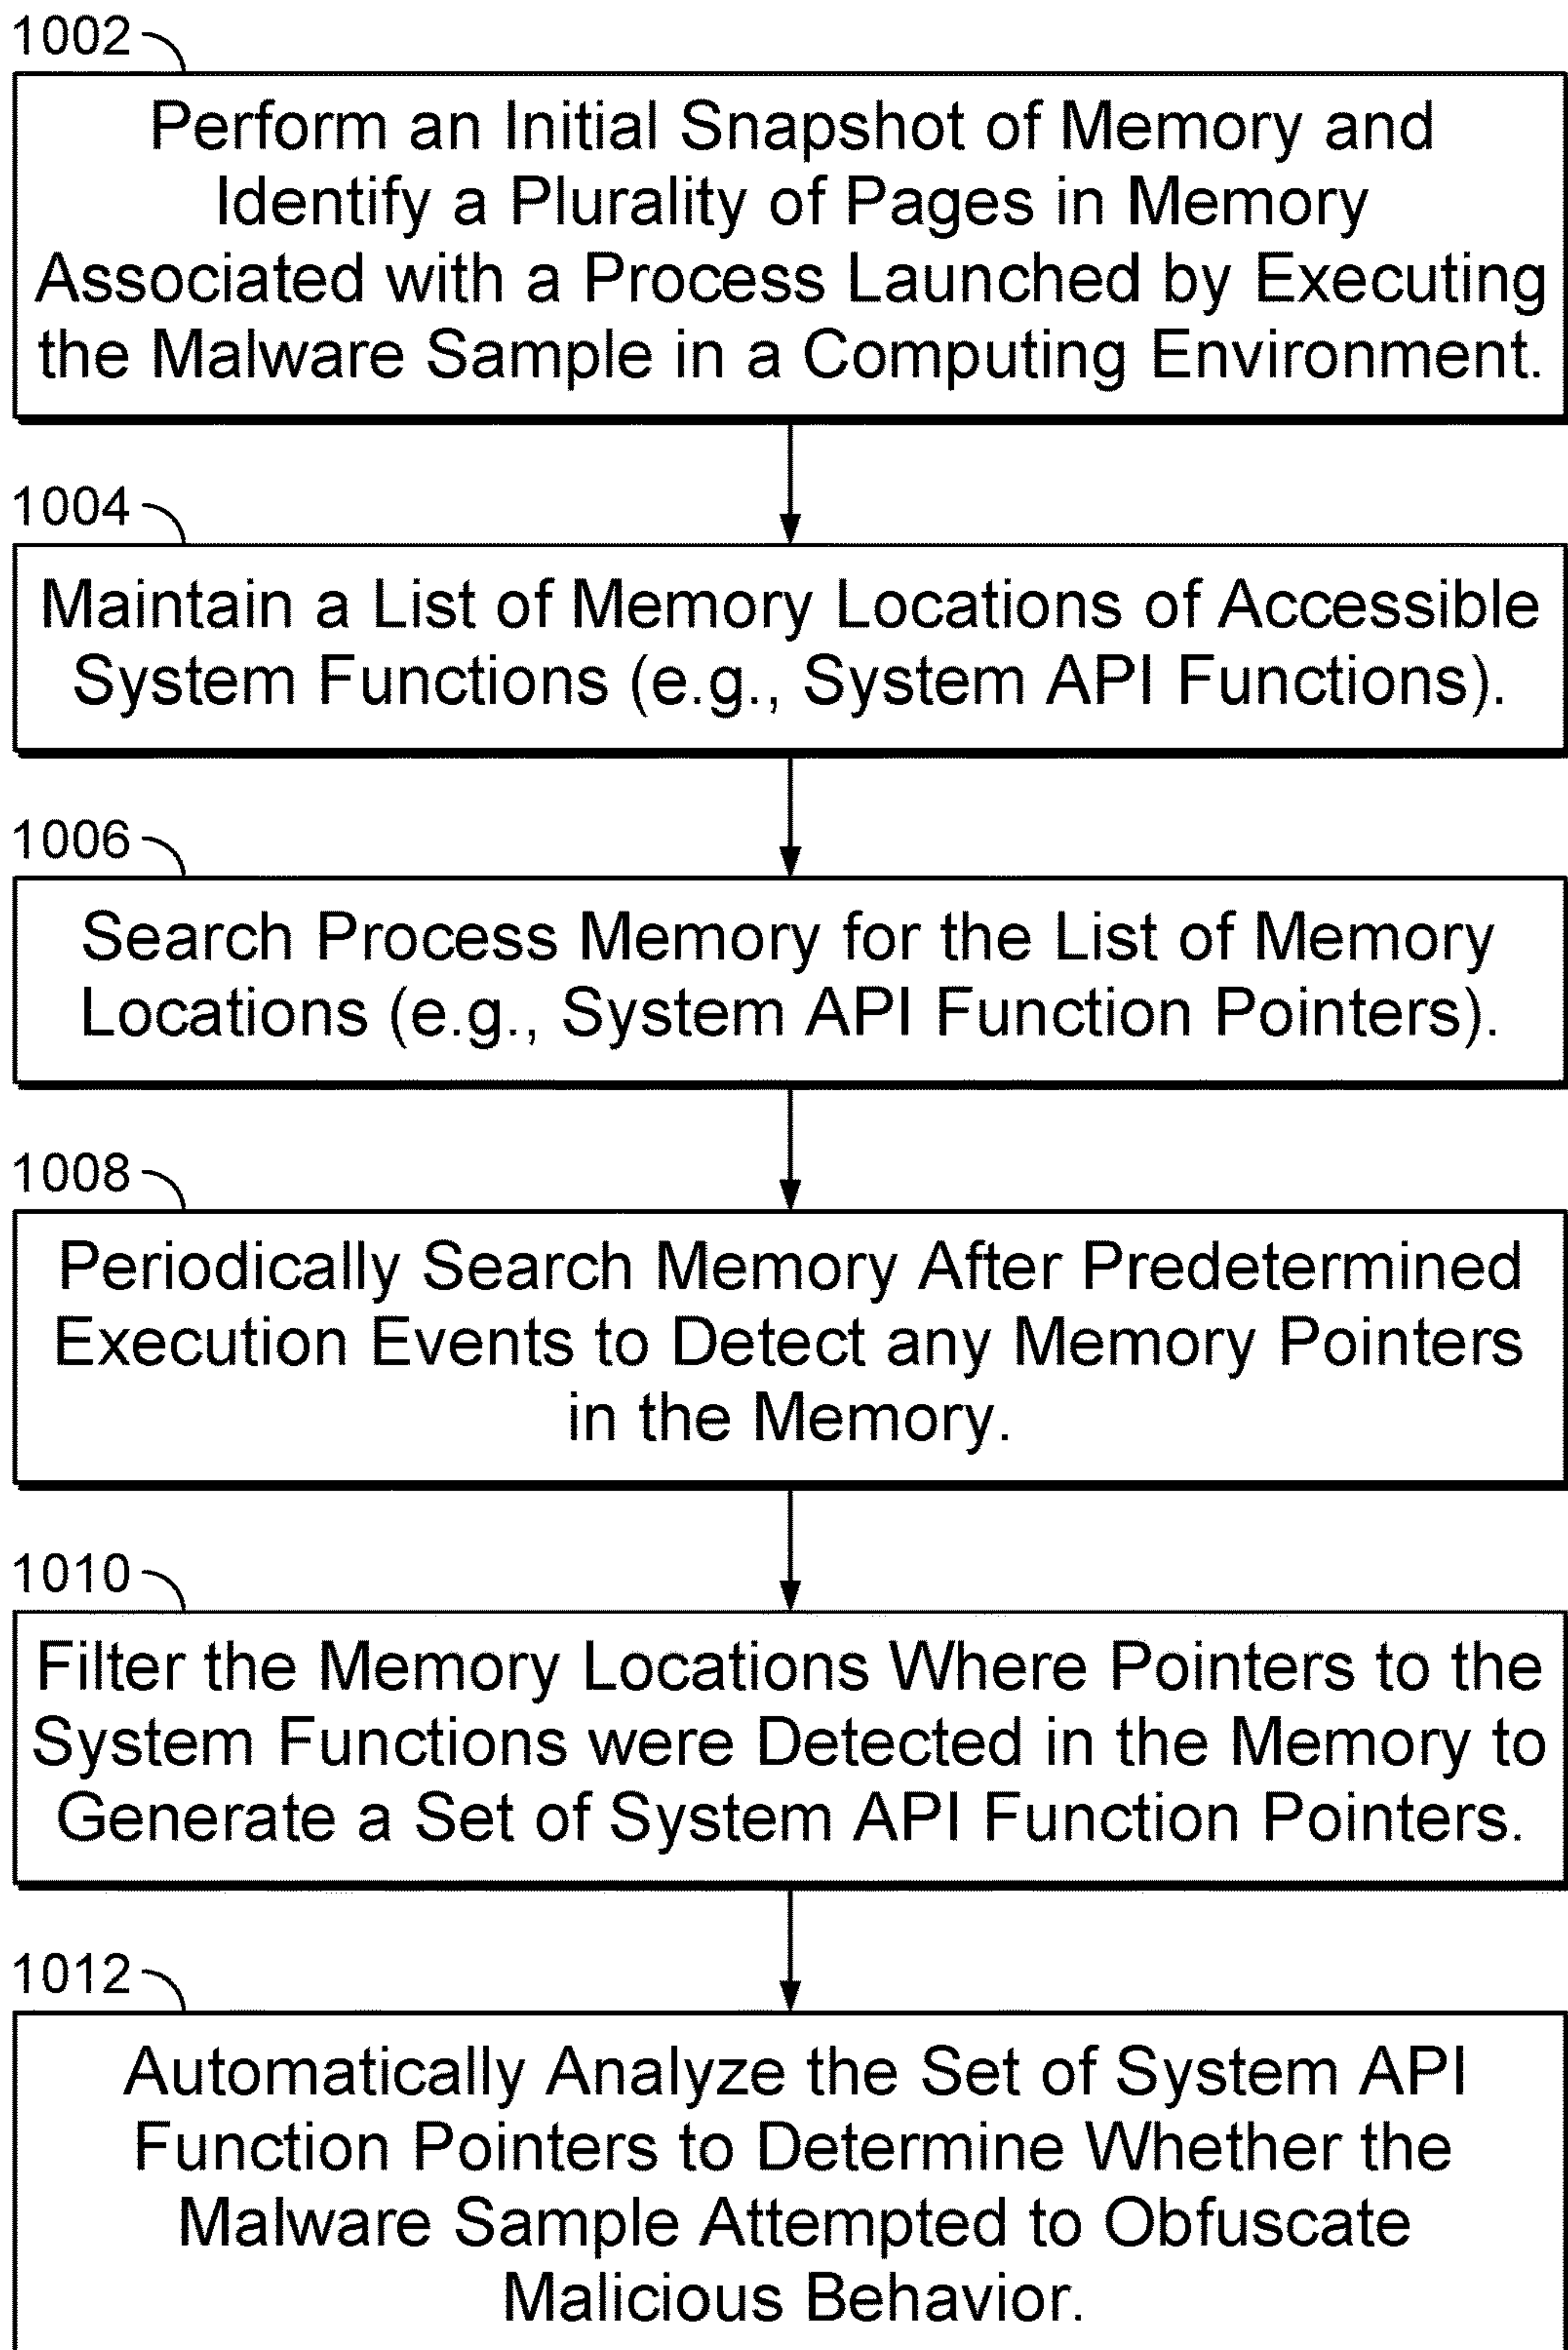 1002
Perform an Initial Snapshot of Memory and
Identify a Plurality of Pages in Memory
Associated with a Process Launched by Executing
the Malware Sample in a Computing Environment.
1004
Maintain a List of Memory Locations of Accessible
System Functions (e.g., System API Functions).
1006
Search Process Memory for the List of Memory
Locations (e.g., System API Function Pointers).
1008
Periodically Search Memory After Predetermined
Execution Events to Detect any Memory Pointers
in the Memory.
1010
Filter the Memory Locations Where Pointers to the
System Functions were Detected in the Memory to
Generate a Set of System API Function Pointers.
1012
Automatically Analyze the Set of System API
Function Pointers to Determine Whether the
Malware Sample Attempted to Obfuscate
Malicious Behavior.